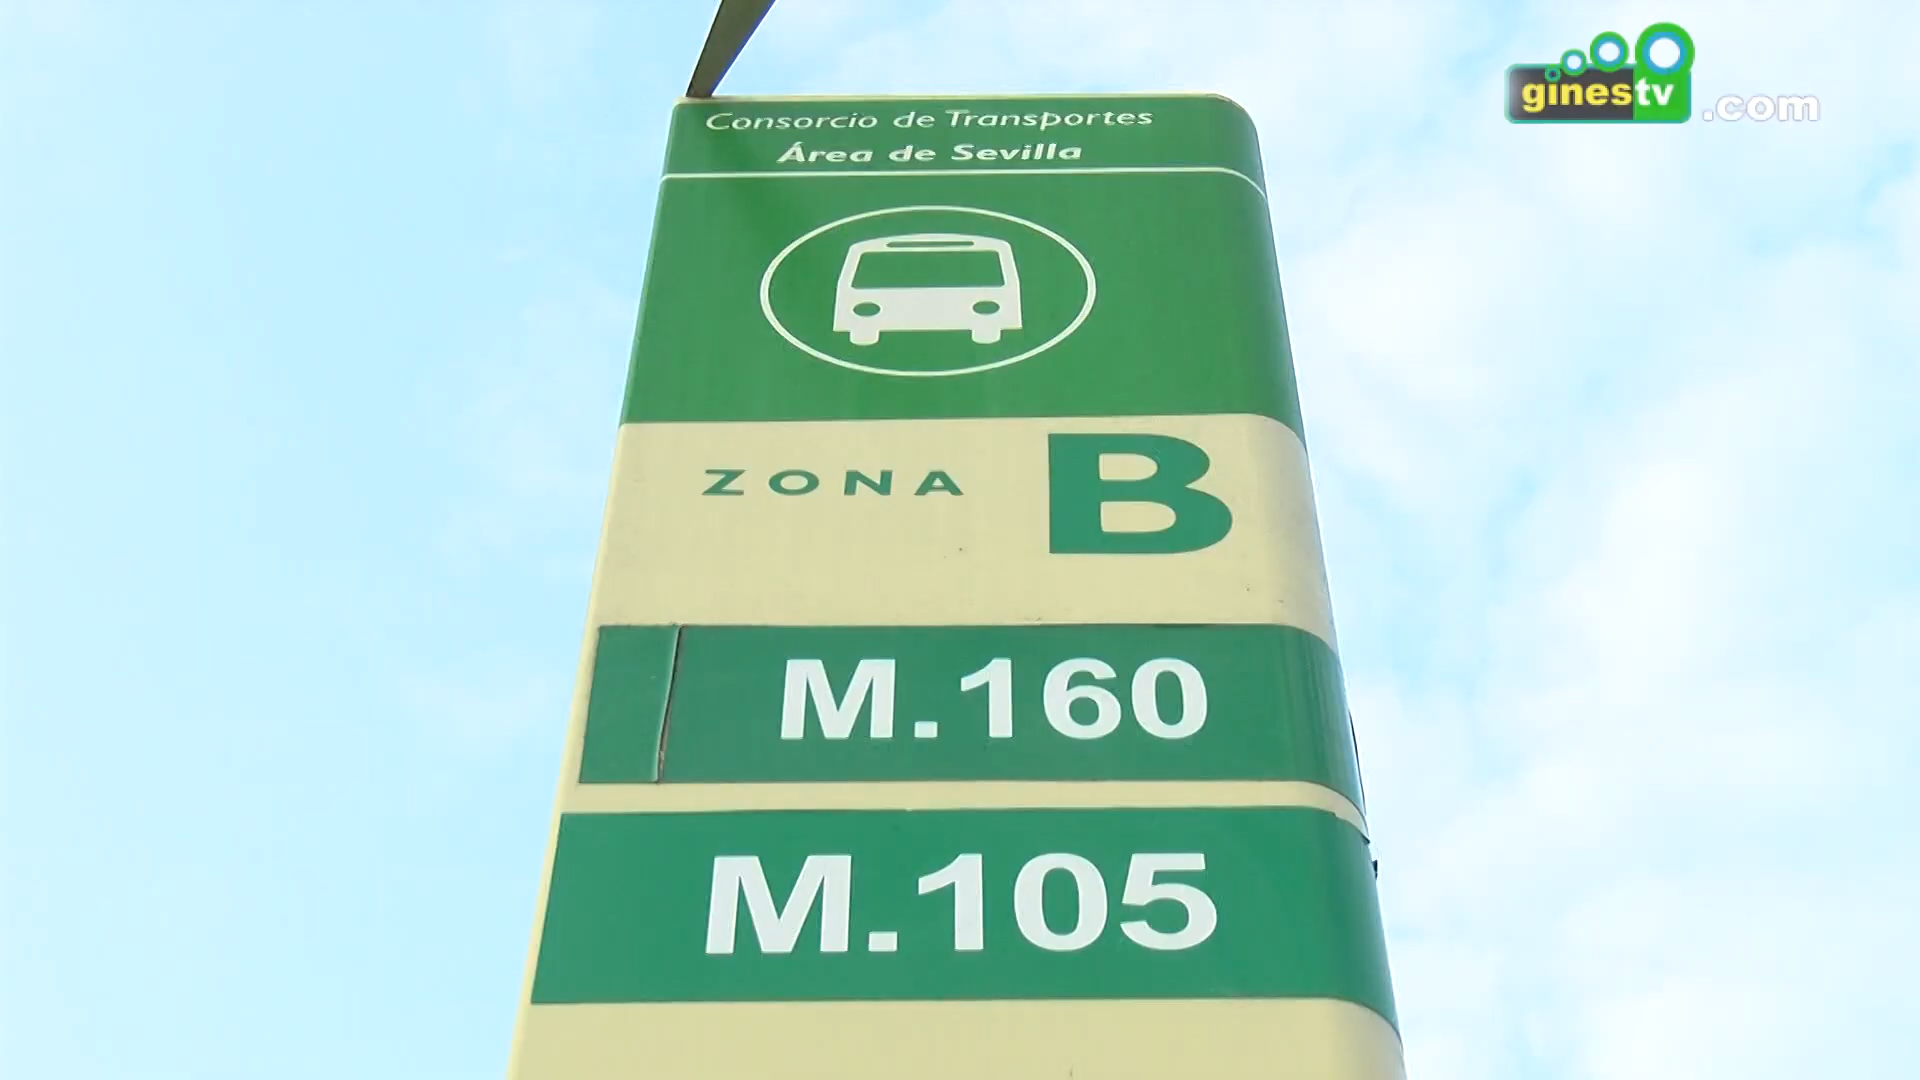 ginestv.com
Consorcio de Transportes
Área de Sevilla
ZONA B
M.160
M.105